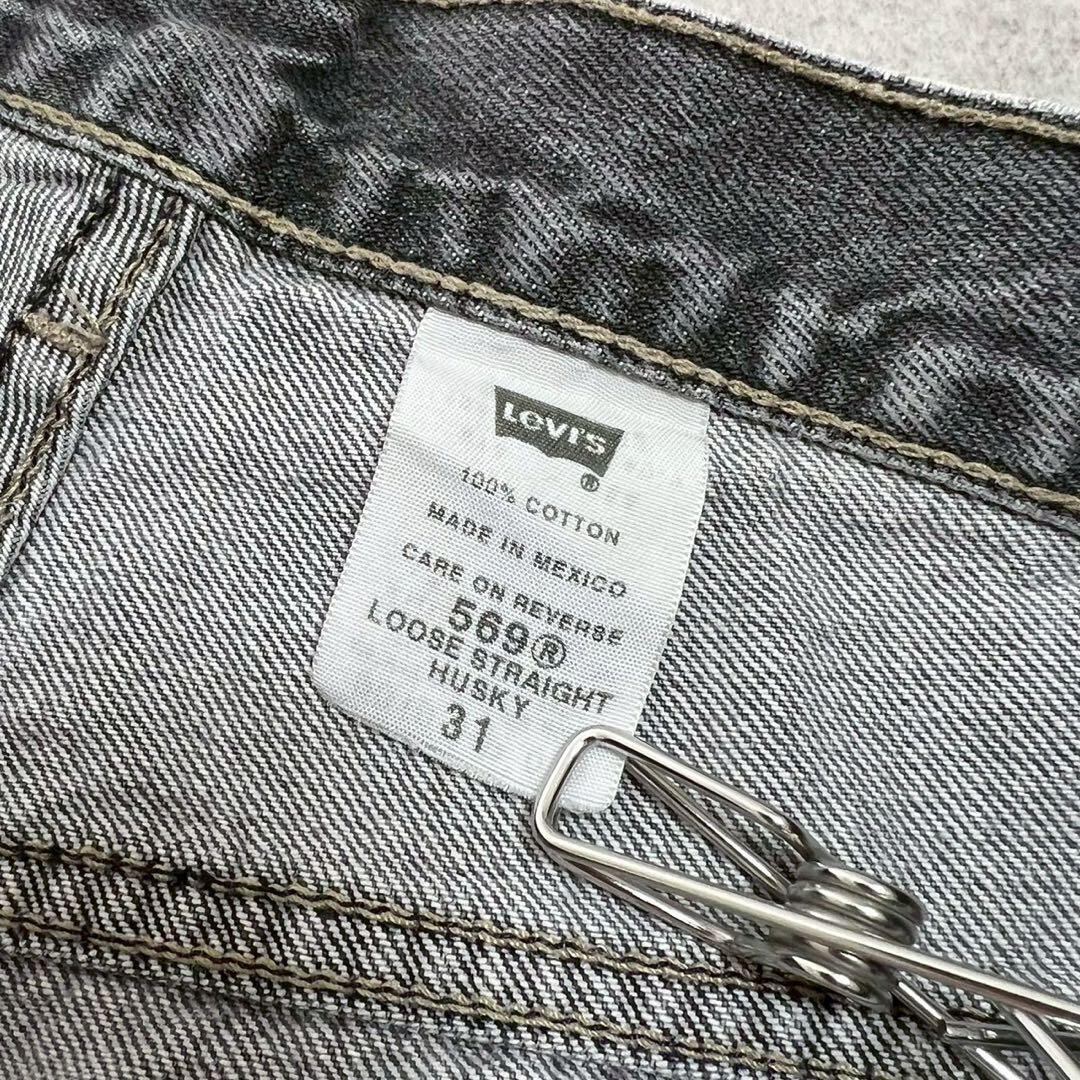 LEVI'S ®
100% COTTON
MADE IN MEXICO
CARE ON REVERSE
569®
LOOSE STRAIGHT
HUSKY
31